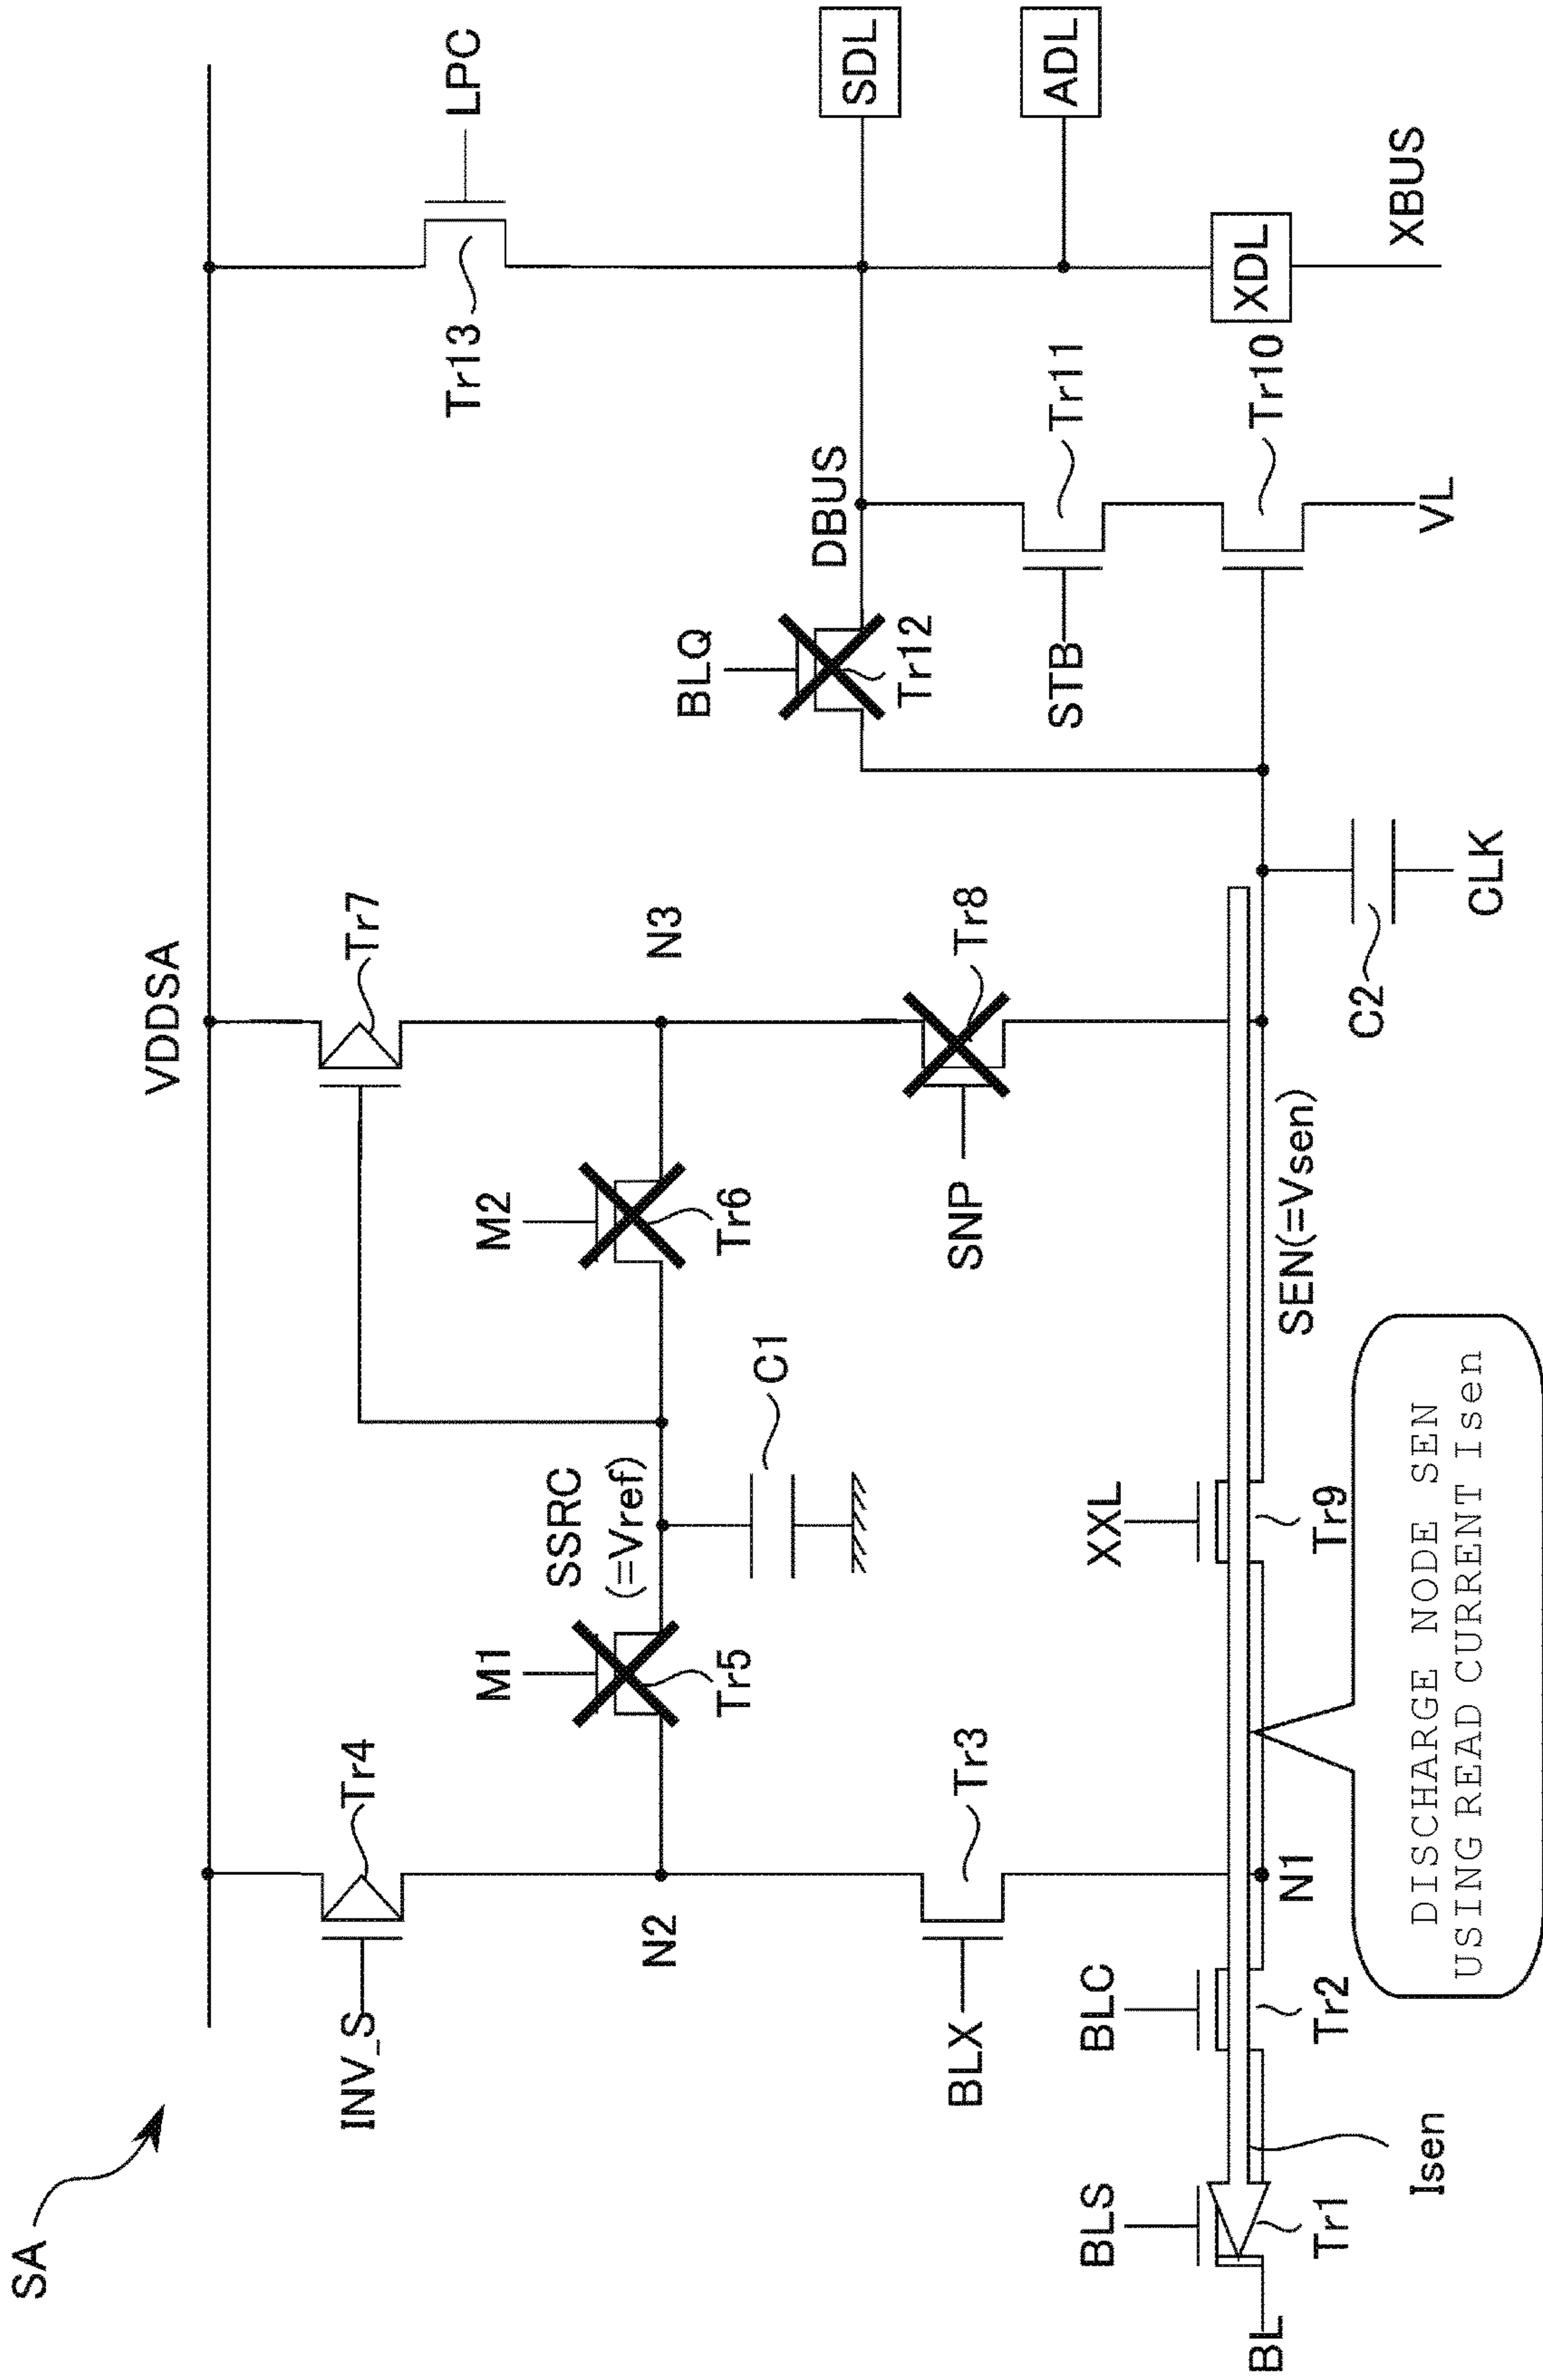 SA
VDDSA
INV_S
Tr4
Tr7
Tr13
LPC
M1
SSRC
(=Vref)
M2
N2
Tr5
C1
Tr6
N3
BLQ
DBUS
Tr12
SDL
BLX
Tr3
SNP
Tr8
STB
Tr11
ADL
BLS
BLC
XXL
Tr10
XDL
BL
Tr1
Tr2
N1
Tr9
SEN(=Vsen)
C2
CLK
VL
XBUS
Isen
DISCHARGE NODE SEN
USING READ CURRENT Isen